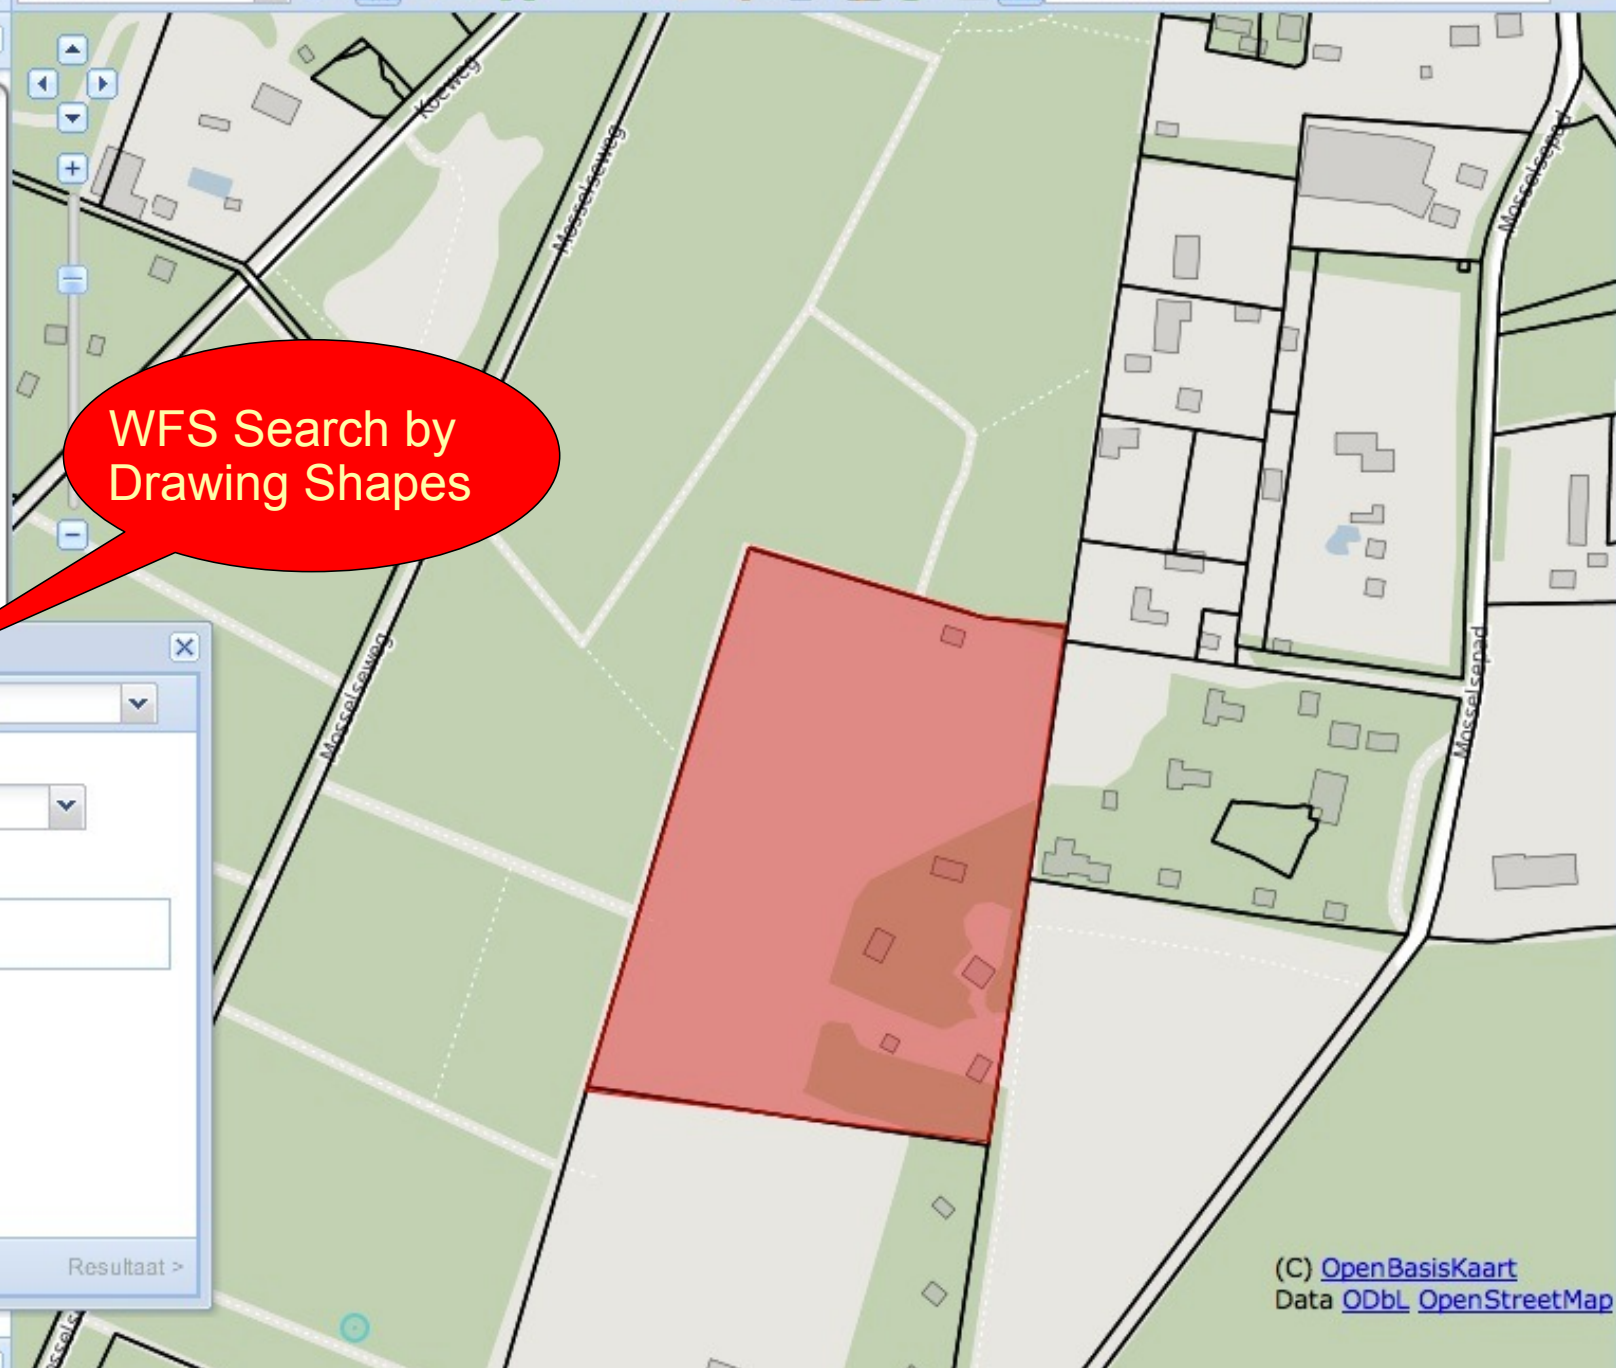 Koeweg
Mosselseweg
Mosselsepad
WFS Search by
Drawing Shapes
Mosselseweg
Mosselsepad
Resultaat >
(C) OpenBasisKaart
Data ODbL OpenStreetMap